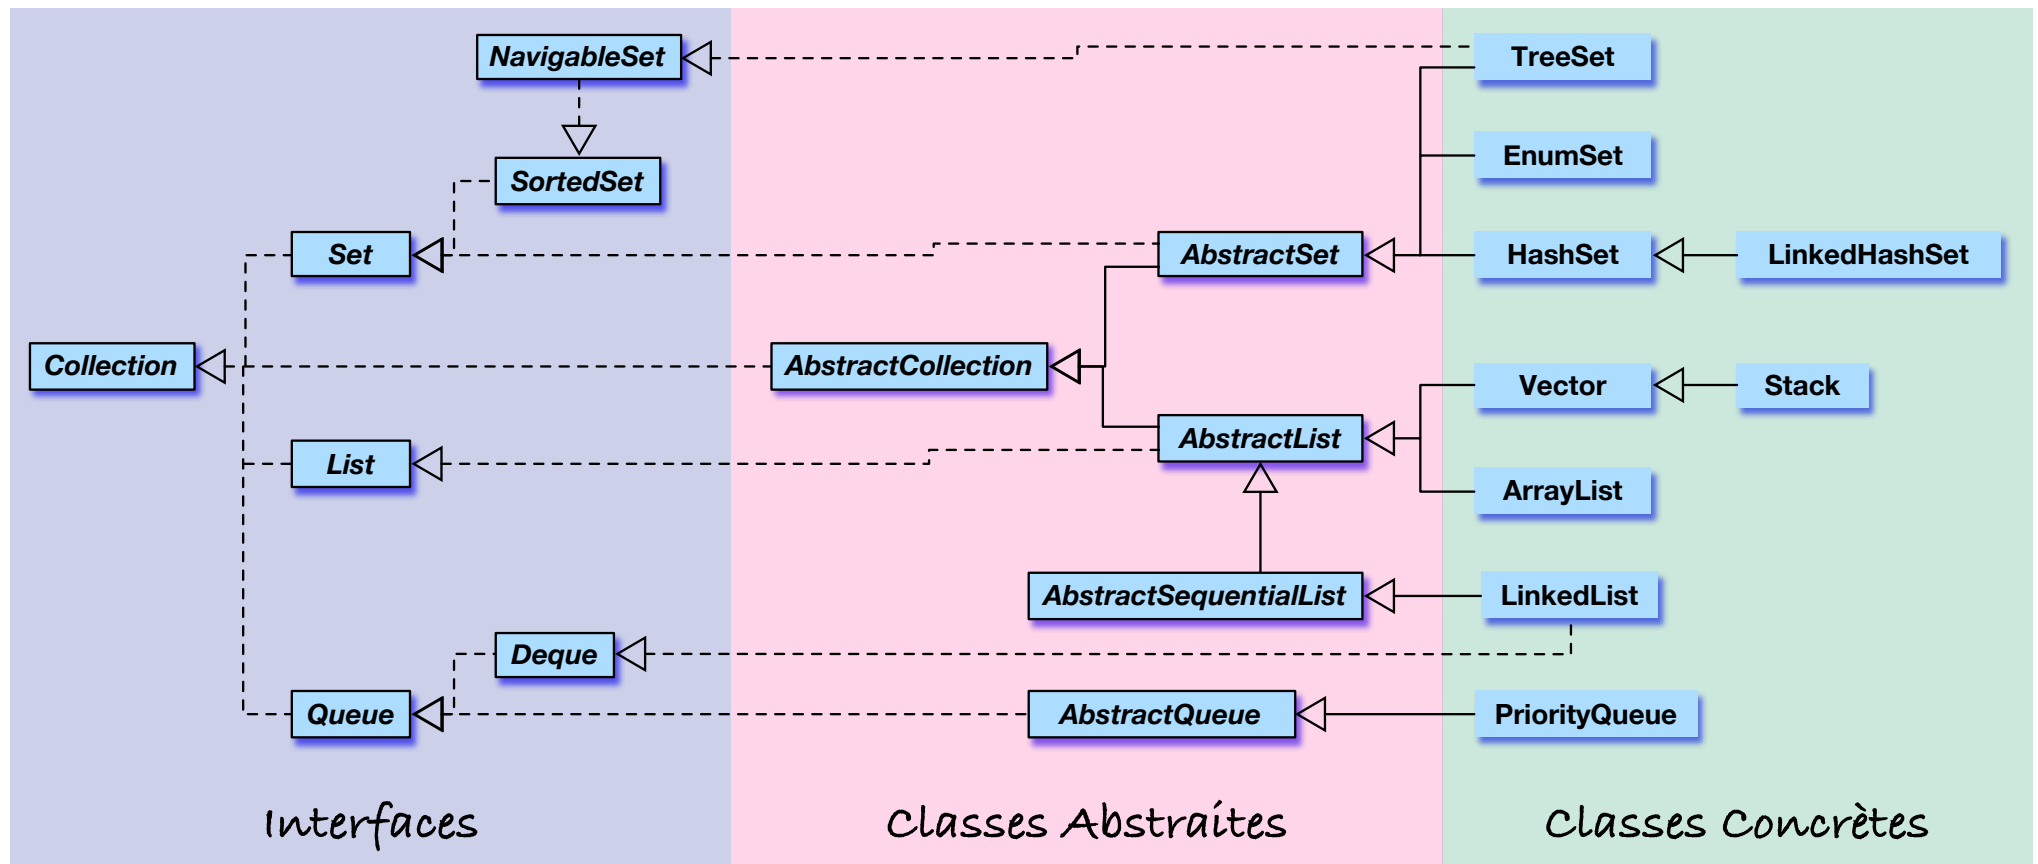 NavigableSet
TreeSet
EnumSet
SortedSet
Set
AbstractSet
HashSet
LinkedHashSet
Collection
AbstractCollection
Vector
Stack
List
AbstractList
ArrayList
AbstractSequentialList
LinkedList
Deque
Queue
AbstractQueue
PriorityQueue
Interfaces
Classes Abstraites
Classes Concrètes